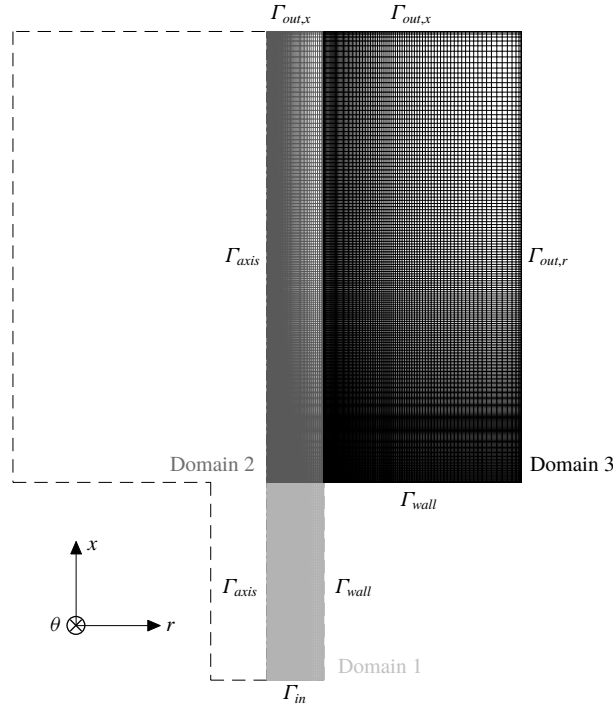 Γout,x Γout,x
Γaxis Γout,r
Domain 2 Domain 3
Γwall
x
Γaxis Γwall
θ r
Domain 1
Γin